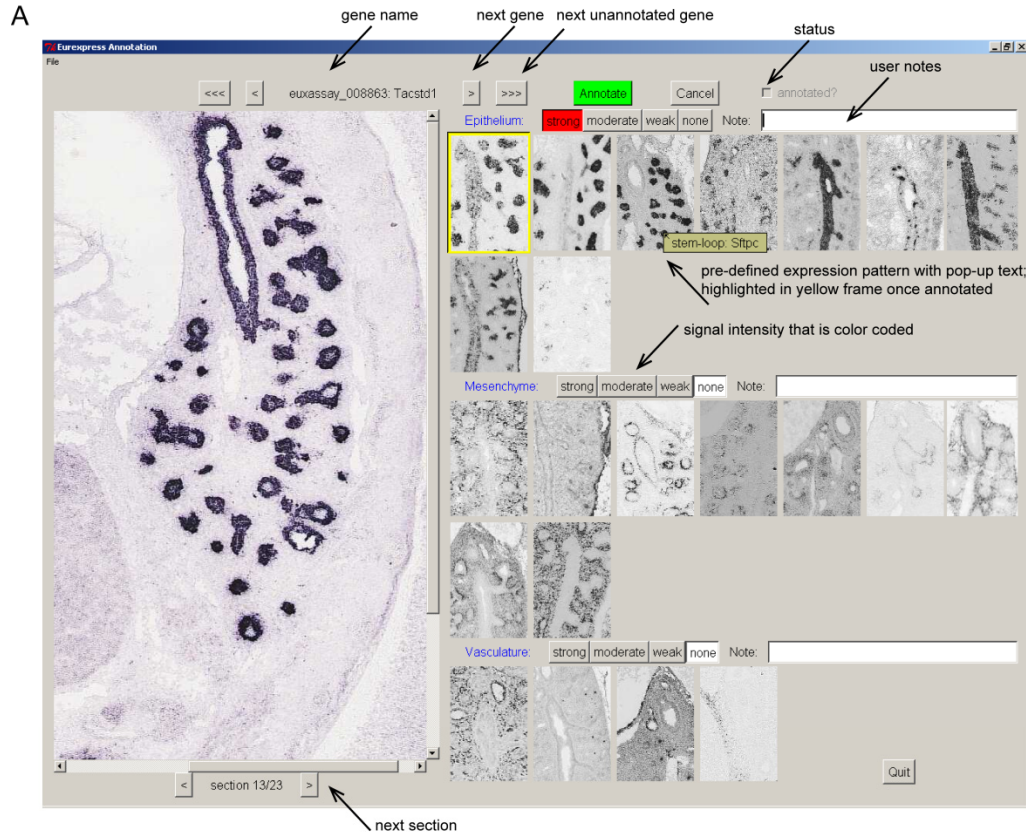 A
gene name
next gene
next unannotated gene
status
user notes
Eurexpress Annotation
File
<<< < euxassay_008863: Tacstd1 > >>> Annotate Cancel annotated?
Epithelium: strong moderate weak none Note:
stem-loop: Sftpc
pre-defined expression pattern with pop-up text;
highlighted in yellow frame once annotated
signal intensity that is color coded
Mesenchyme: strong moderate weak none Note:
Vasculature: strong moderate weak none Note:
Quit
< section 13/23 >
next section